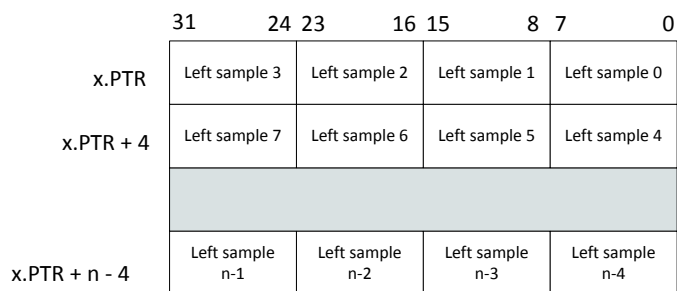 31 24 23 16 15 8 7 0
x.PTR Left sample 3 Left sample 2 Left sample 1 Left sample 0
x.PTR + 4 Left sample 7 Left sample 6 Left sample 5 Left sample 4
x.PTR + n - 4 Left sample Left sample Left sample Left sample
n-1 n-2 n-3 n-4